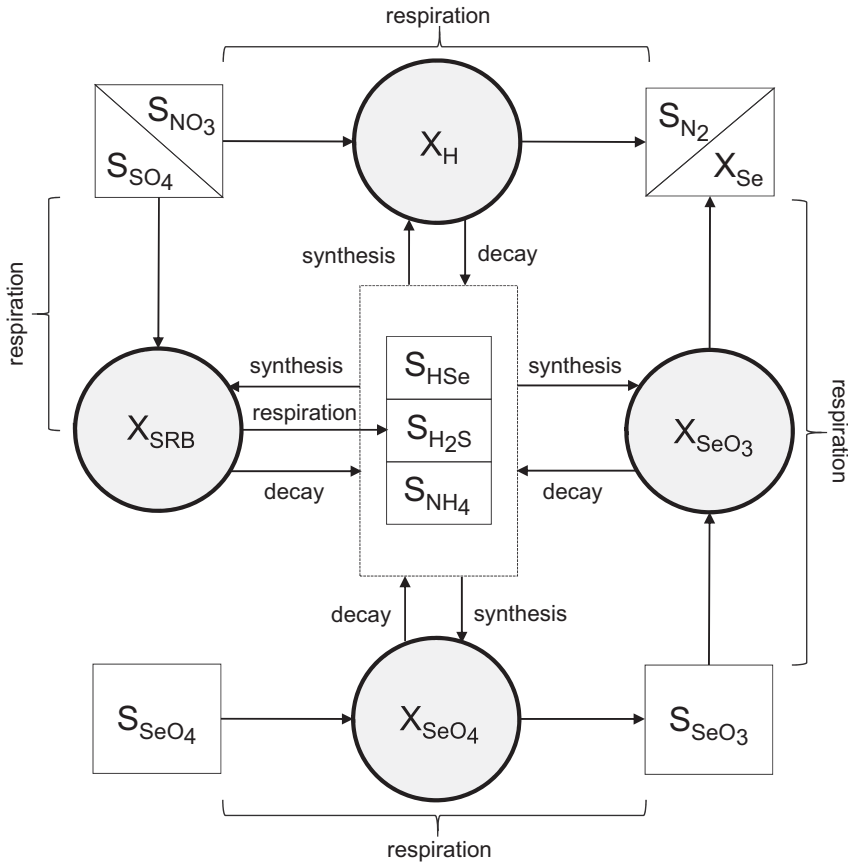 respiration
S_NO3
S_SO4
X_H
S_N2
X_Se
synthesis
decay
respiration
S_HSe
S_H2S
S_NH4
synthesis
respiration
decay
X_SRB
synthesis
decay
X_SeO3
respiration
decay
synthesis
S_SeO4
X_SeO4
S_SeO3
respiration